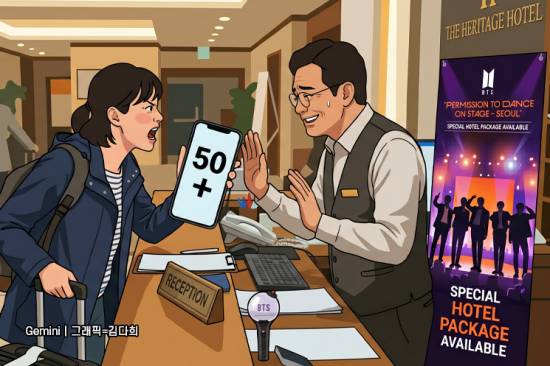 THE HERITAGE HOTEL
BTS
"PERMISSION TO DANCE
ON STAGE - SEOUL"
SPECIAL HOTEL PACKAGE AVAILABLE
50
+
RECEPTION
BTS
SPECIAL
HOTEL
PACKAGE
AVAILABLE
Gemini | 그래픽=김다희